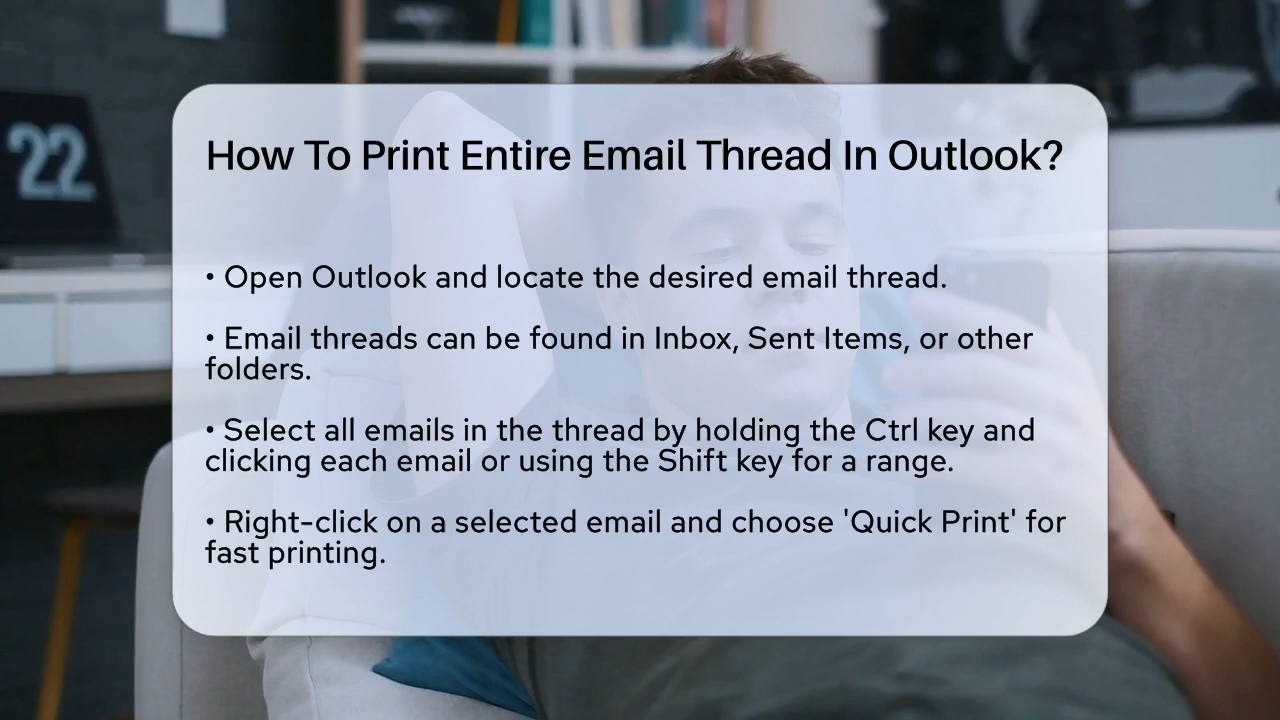 22
How To Print Entire Email Thread In Outlook?
• Open Outlook and locate the desired email thread.
• Email threads can be found in Inbox, Sent Items, or other
folders.
• Select all emails in the thread by holding the Ctrl key and
clicking each email or using the Shift key for a range.
• Right-click on a selected email and choose 'Quick Print' for
fast printing.